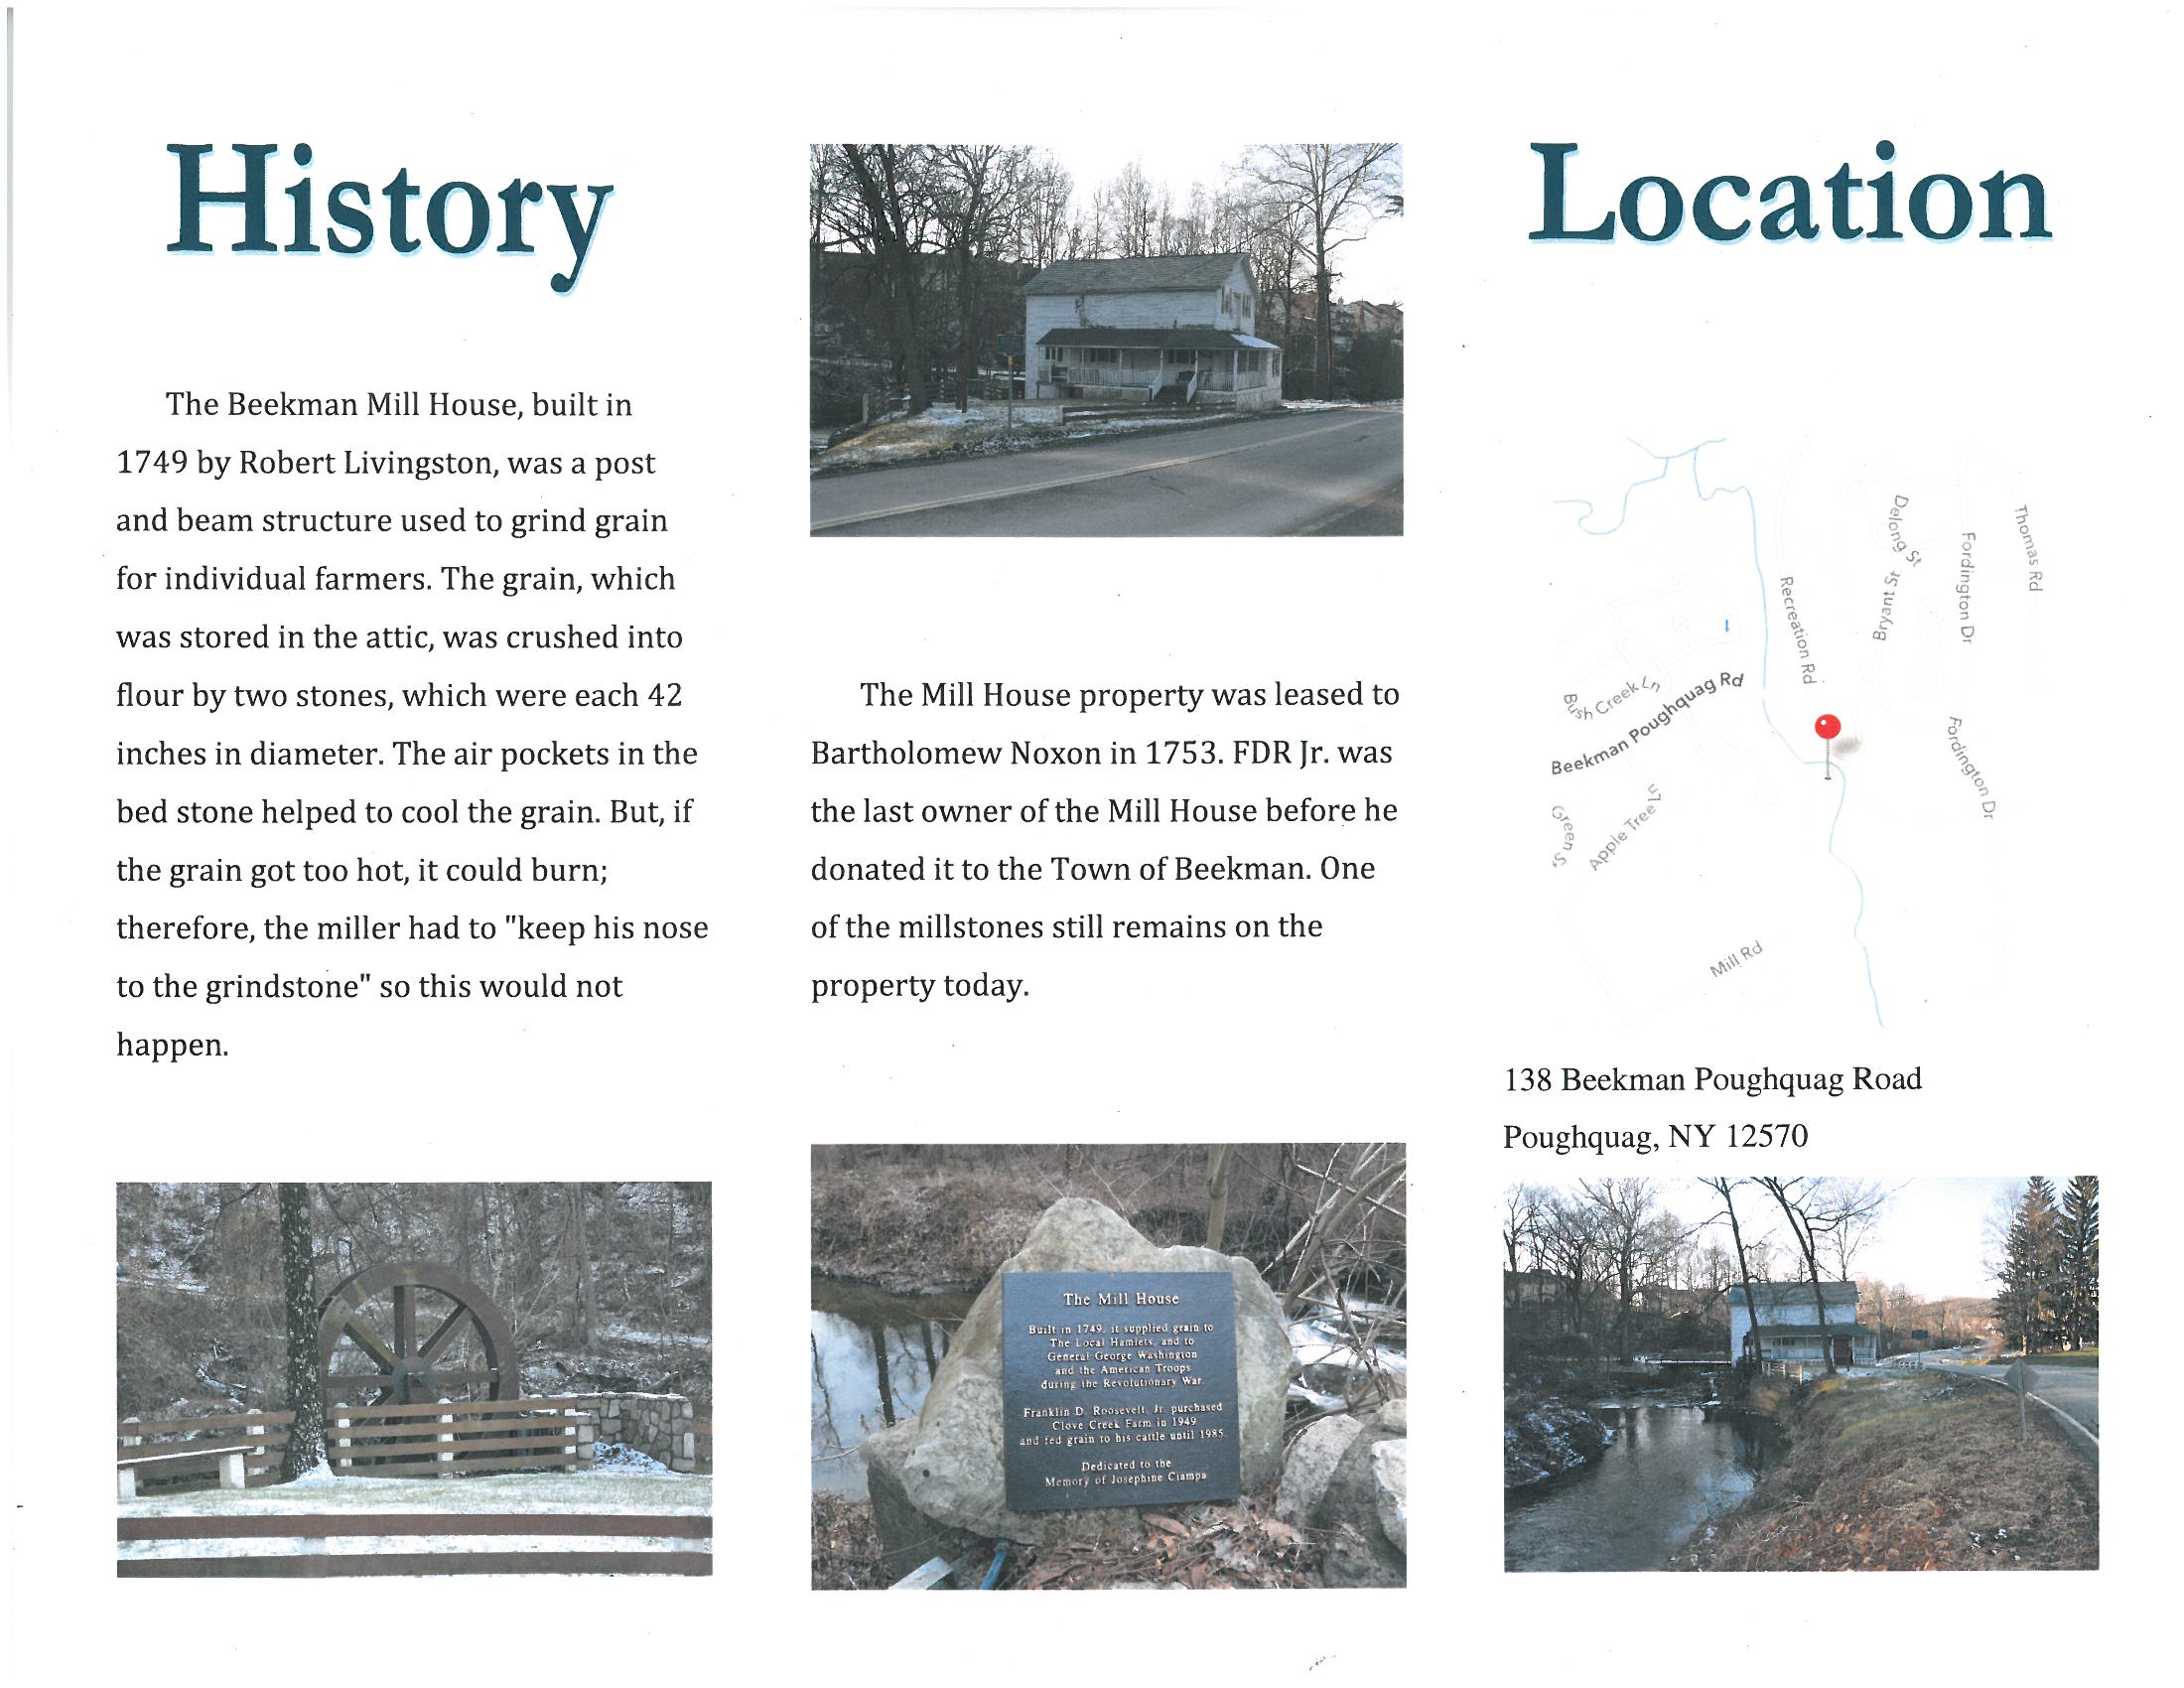 History
The Beekman Mill House, built in
1749 by Robert Livingston, was a post
and beam structure used to grind grain
for individual farmers. The grain, which
was stored in the attic, was crushed into
flour by two stones, which were each 42
inches in diameter. The air pockets in the
bed stone helped to cool the grain. But, if
the grain got too hot, it could burn;
therefore, the miller had to "keep his nose
to the grindstone" so this would not
happen.
The Mill House property was leased to
Bartholomew Noxon in 1753. FDR Jr. was
the last owner of the Mill House before he
donated it to the Town of Beekman. One
of the millstones still remains on the
property today.
The Mill House
Built in 1749, it supplied grain to
The Local Hamlets, and to
General George Washington
and the American Troops
during the Revolutionary War.
Franklin D. Roosevelt, Jr. purchased
Clove Creek Farm in 1949
and fed grain to his cattle until 1985.
Dedicated to the
Memory of Josephine Ciampa
Location
Delong St
Thomas Rd
Fordington Dr
Bryant St
Recreation Rd
Bush Creek Ln
Beekman Poughquag Rd
Fordington Dr
Green S
Apple Tree Ln
Mill Rd
138 Beekman Poughquag Road
Poughquag, NY 12570